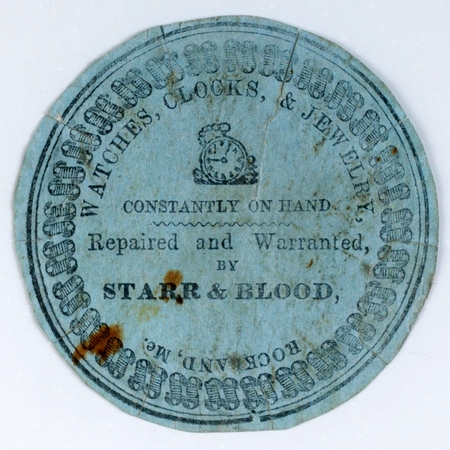 WATCHES, CLOCKS, & JEWELRY,
CONSTANTLY ON HAND.
Repaired and Warranted,
BY
STARR & BLOOD,
ROCKLAND, Me.